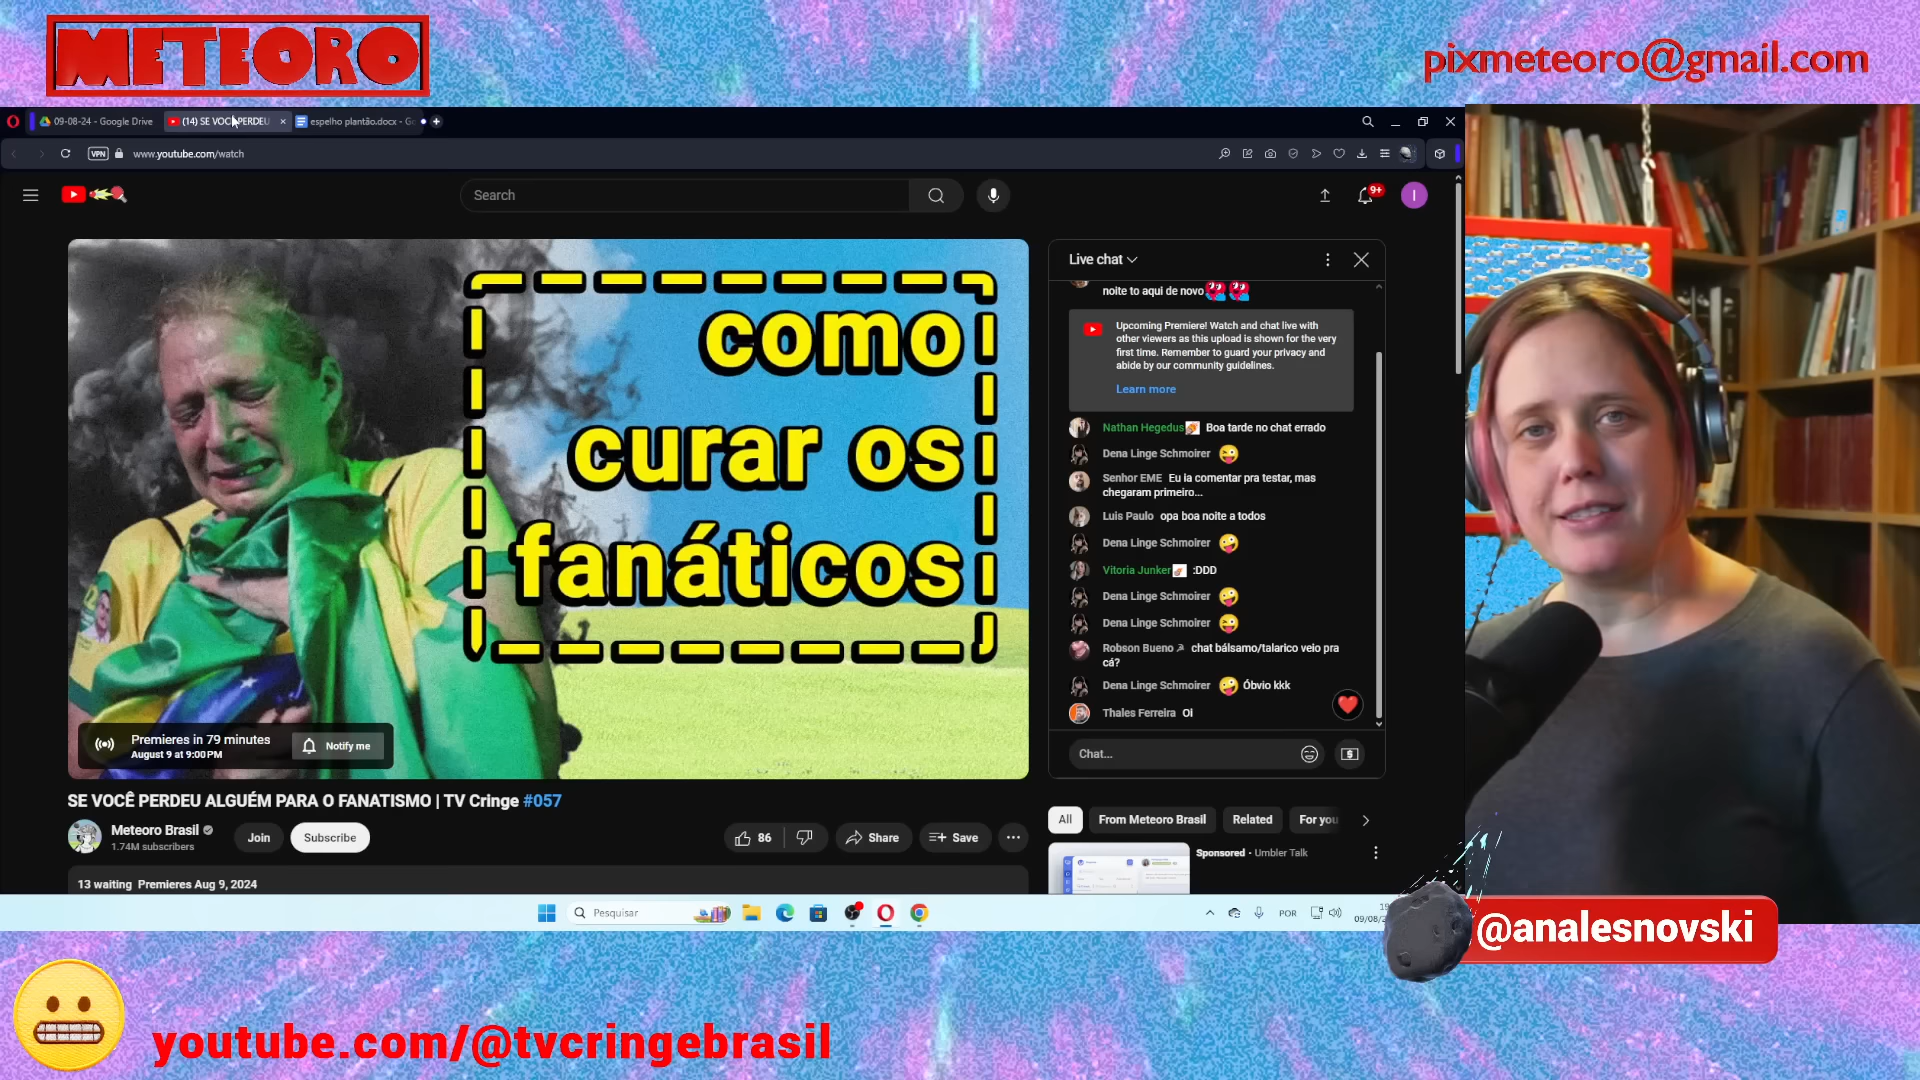 METEORO
pixmeteoro@gmail.com
09-08-24 - Google Drive
(14) SE VOCÊ PERDEU
espelho plantão.docx - Go
VPN
www.youtube.com/watch
Search
9+
I
como
curar os
fanáticos
Premieres in 79 minutes
August 9 at 9:00 PM
Notify me
Live chat
noite to aqui de novo
Upcoming Premiere! Watch and chat live with
other viewers as this upload is shown for the very
first time. Remember to guard your privacy and
abide by our community guidelines.
Learn more
Nathan Hegedus Boa tarde no chat errado
Dena Linge Schmoirer
Senhor EME Eu ia comentar pra testar, mas
chegaram primeiro...
Luis Paulo opa boa noite a todos
Dena Linge Schmoirer
Vitoria Junker :DDD
Dena Linge Schmoirer
Dena Linge Schmoirer
Robson Bueno chat bálsamo/talarico veio pra
cá?
Dena Linge Schmoirer Óbvio kkk
Thales Ferreira Oi
Chat...
SE VOCÊ PERDEU ALGUÉM PARA O FANATISMO | TV Cringe #057
Meteoro Brasil
1.74M subscribers
Join
Subscribe
86
Share
Save
13 waiting Premieres Aug 9, 2024
All
From Meteoro Brasil
Related
For you
Sponsored · Umbler Talk
Pesquisar
POR
19
09/08/2
@analesnovski
youtube.com/@tvcringebrasil